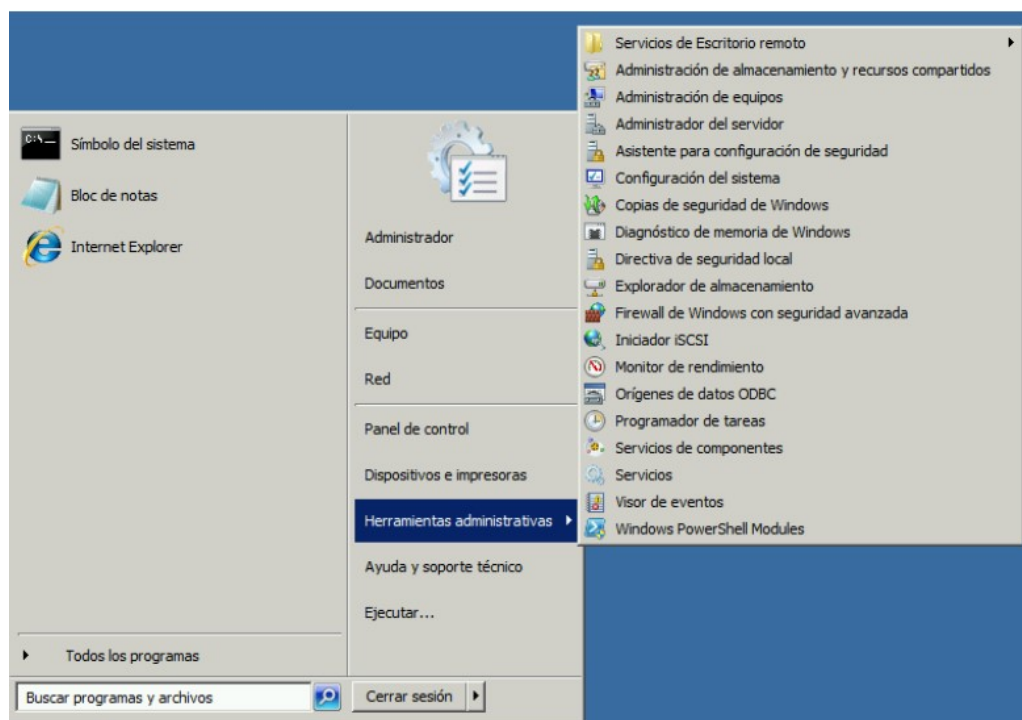 Servicios de Escritorio remoto
Administración de almacenamiento y recursos compartidos
Administración de equipos
Administrador del servidor
Asistente para configuración de seguridad
Configuración del sistema
Copias de seguridad de Windows
Diagnóstico de memoria de Windows
Directiva de seguridad local
Explorador de almacenamiento
Firewall de Windows con seguridad avanzada
Iniciador iSCSI
Monitor de rendimiento
Orígenes de datos ODBC
Programador de tareas
Servicios de componentes
Servicios
Visor de eventos
Windows PowerShell Modules
C:\
Símbolo del sistema
Bloc de notas
Internet Explorer
Administrador
Documentos
Equipo
Red
Panel de control
Dispositivos e impresoras
Herramientas administrativas
Ayuda y soporte técnico
Ejecutar...
Todos los programas
Buscar programas y archivos
Cerrar sesión